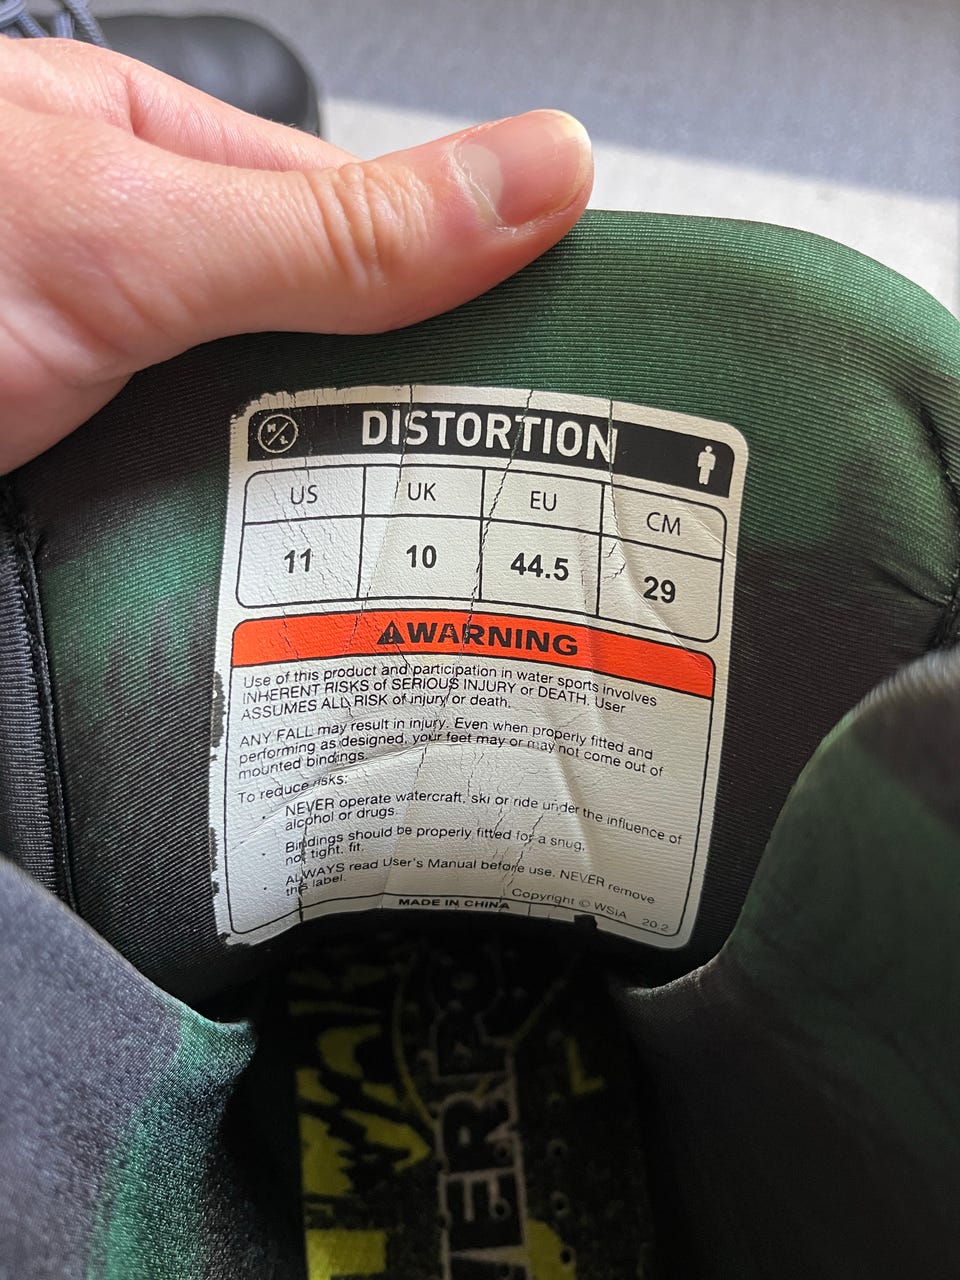 H/L
DISTORTION
US UK EU CM
11 10 44.5 29
WARNING
Use of this product and participation in water sports involves
INHERENT RISKS of SERIOUS INJURY or DEATH. User
ASSUMES ALL RISK of injury or death.
ANY FALL may result in injury. Even when properly fitted and
performing as designed, your feet may or may not come out of
mounted bindings.
To reduce risks:
· NEVER operate watercraft, ski or ride under the influence of
alcohol or drugs.
· Bindings should be properly fitted for a snug,
not tight, fit.
· ALWAYS read User's Manual before use. NEVER remove
this label.
Copyright © WSIA 20:2
MADE IN CHINA